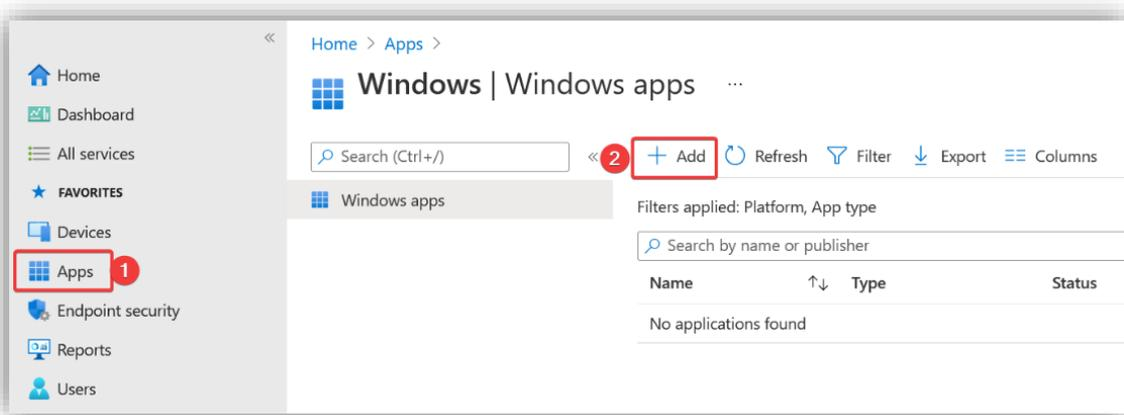 Home
Dashboard
All services
FAVORITES
Devices
Apps 1
Endpoint security
Reports
Users
Home > Apps >
Windows | Windows apps ...
Search (Ctrl+/)
Windows apps
2 + Add Refresh Filter Export Columns
Filters applied: Platform, App type
Search by name or publisher
Name ↑↓ Type Status
No applications found